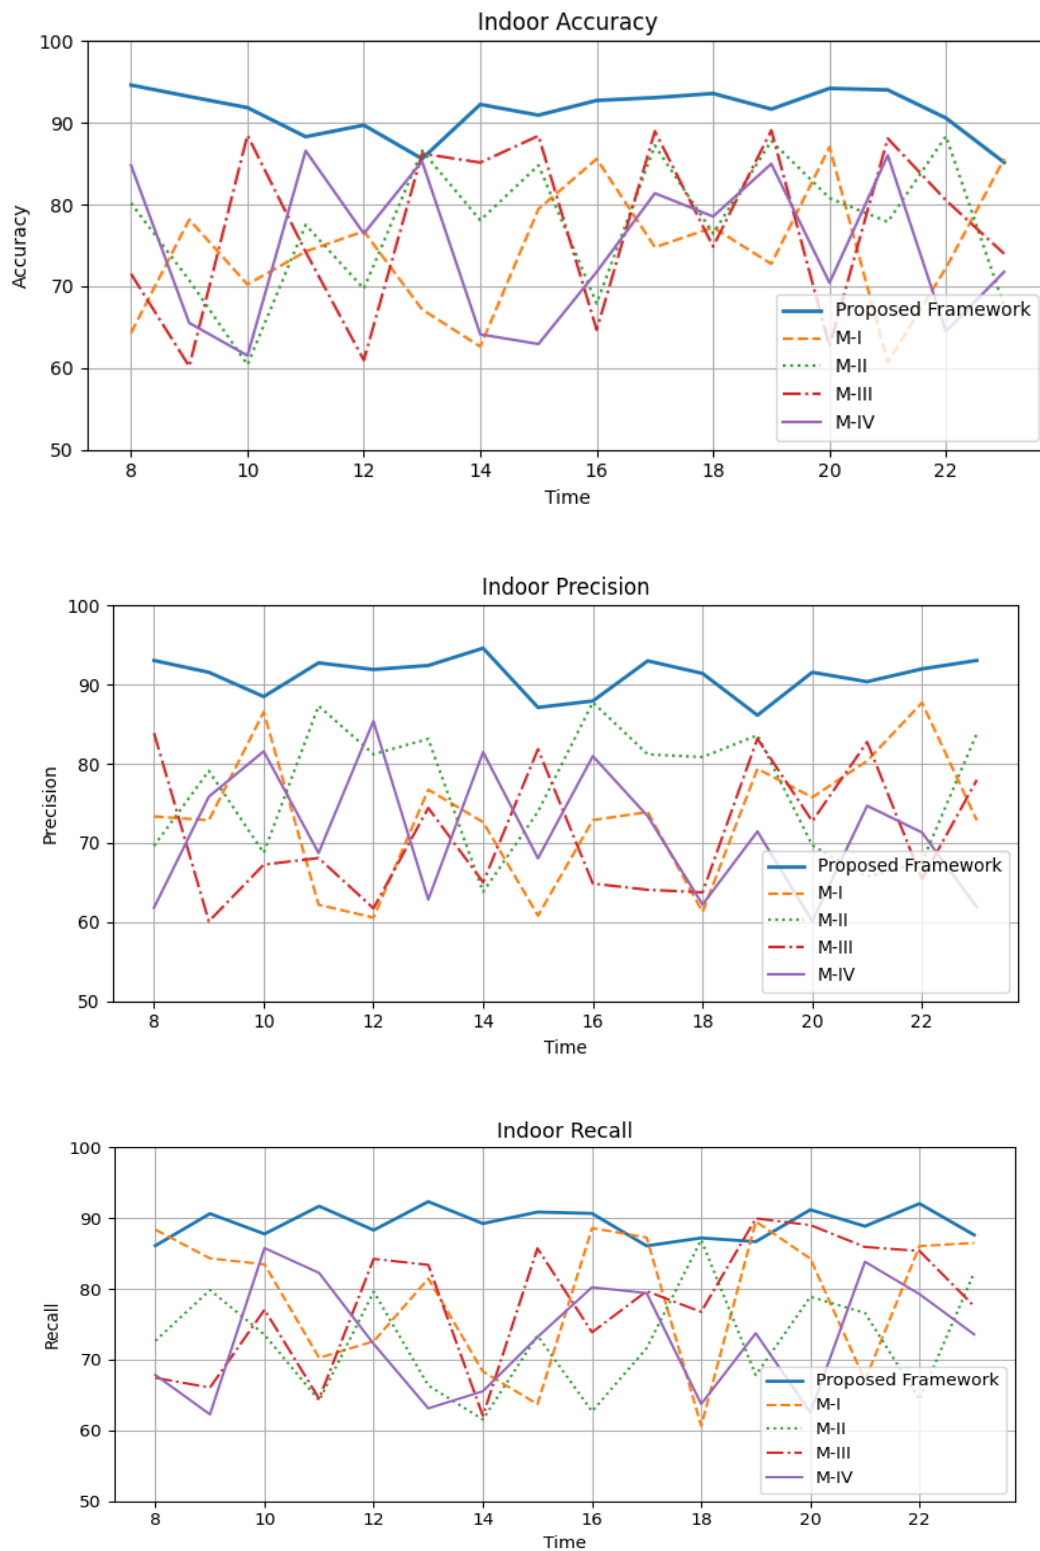 Indoor Accuracy
100
90
80
70
60
50
Accuracy
8 10 12 14 16 18 20 22
Time
Proposed Framework
M-I
M-II
M-III
M-IV
Indoor Precision
100
90
80
70
60
50
Precision
8 10 12 14 16 18 20 22
Time
Proposed Framework
M-I
M-II
M-III
M-IV
Indoor Recall
100
90
80
70
60
50
Recall
8 10 12 14 16 18 20 22
Time
Proposed Framework
M-I
M-II
M-III
M-IV